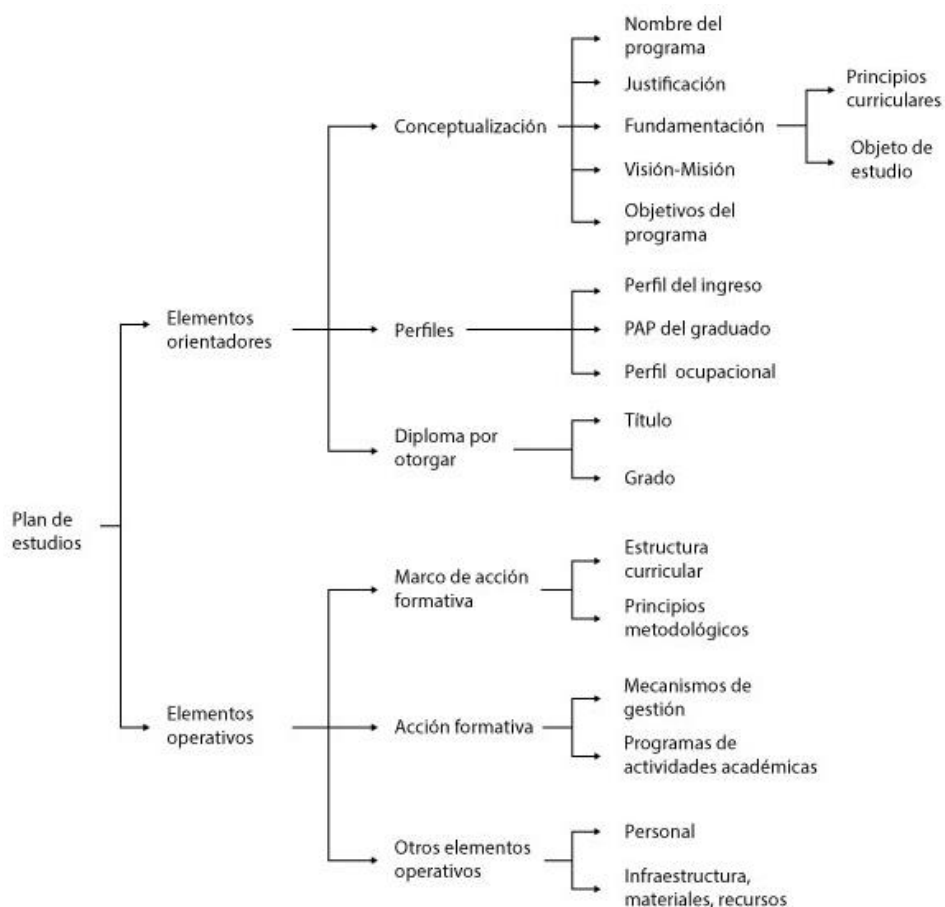 Plan de
estudios
Elementos
orientadores
Conceptualización
Nombre del
programa
Justificación
Fundamentación
Principios
curriculares
Objeto de
estudio
Visión-Misión
Objetivos del
programa
Perfiles
Perfil del ingreso
PAP del graduado
Perfil ocupacional
Diploma por
otorgar
Título
Grado
Elementos
operativos
Marco de acción
formativa
Estructura
curricular
Principios
metodológicos
Acción formativa
Mecanismos de
gestión
Programas de
actividades académicas
Otros elementos
operativos
Personal
Infraestructura,
materiales, recursos